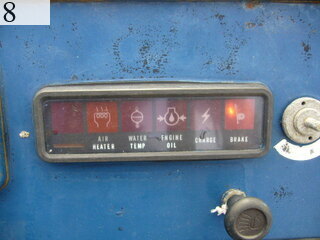 8
AIR WATER ENGINE CHARGE BRAKE
HEATER TEMP OIL
P